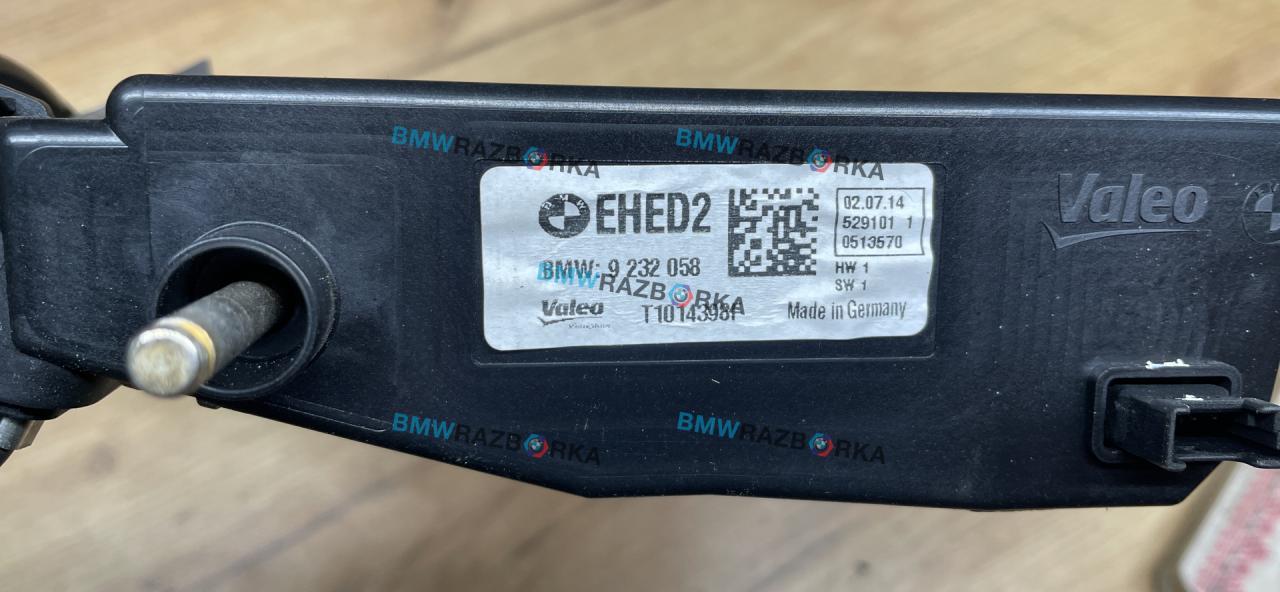 BMWRAZBORKA
BMWRAZBORKA
EHED2
02.07.14
529101 1
0513570
BMW: 9 232 058
HW 1
SW 1
BMWRAZBORKA
Valeo
T1014398F
Made in Germany
Valeo
BMWRAZBORKA
BMWRAZBORKA